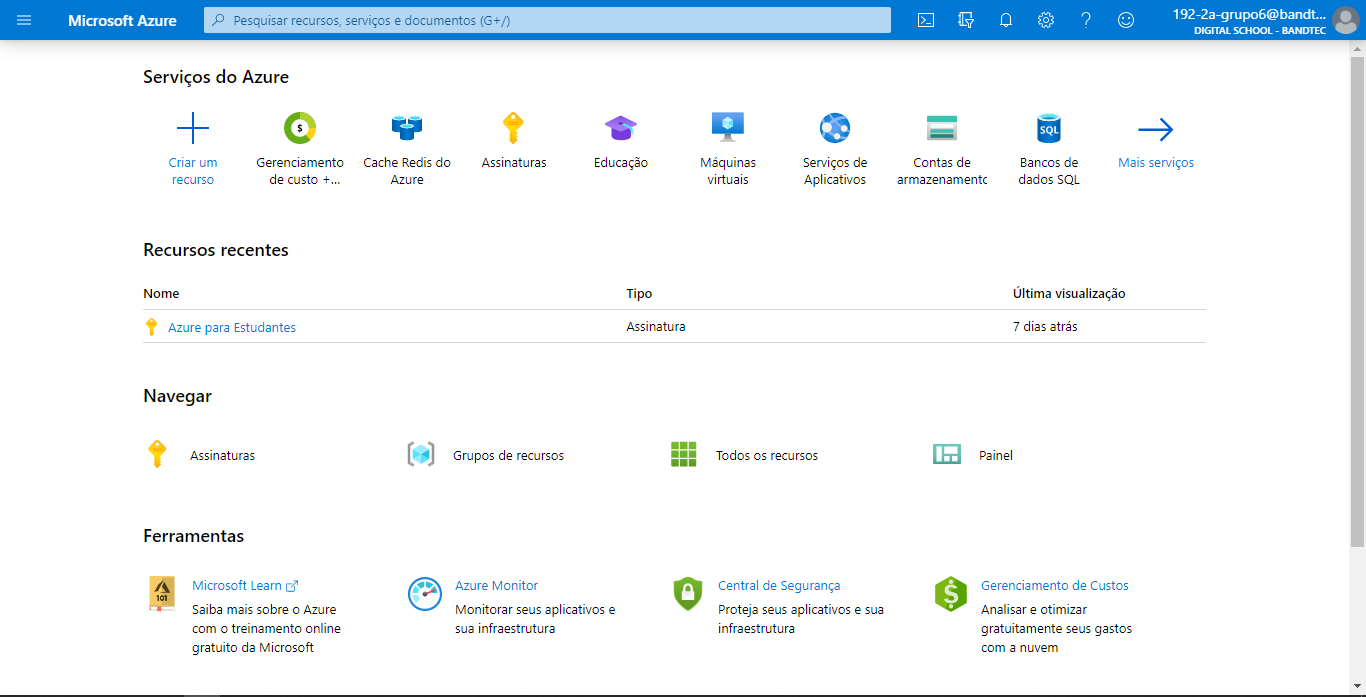 Microsoft Azure
Pesquisar recursos, serviços e documentos (G+/)
192-2a-grupo6@bandt...
DIGITAL SCHOOL - BANDTEC
Serviços do Azure
Criar um
recurso
Gerenciamento
de custo +...
Cache Redis do
Azure
Assinaturas
Educação
Máquinas
virtuais
Serviços de
Aplicativos
Contas de
armazenamento
SQL
Bancos de
dados SQL
Mais serviços
Recursos recentes
Nome Tipo Última visualização
Azure para Estudantes Assinatura 7 dias atrás
Navegar
Assinaturas Grupos de recursos Todos os recursos Painel
Ferramentas
101
Microsoft Learn
Saiba mais sobre o Azure
com o treinamento online
gratuito da Microsoft
Azure Monitor
Monitorar seus aplicativos e
sua infraestrutura
Central de Segurança
Proteja seus aplicativos e sua
infraestrutura
Gerenciamento de Custos
Analisar e otimizar
gratuitamente seus gastos
com a nuvem